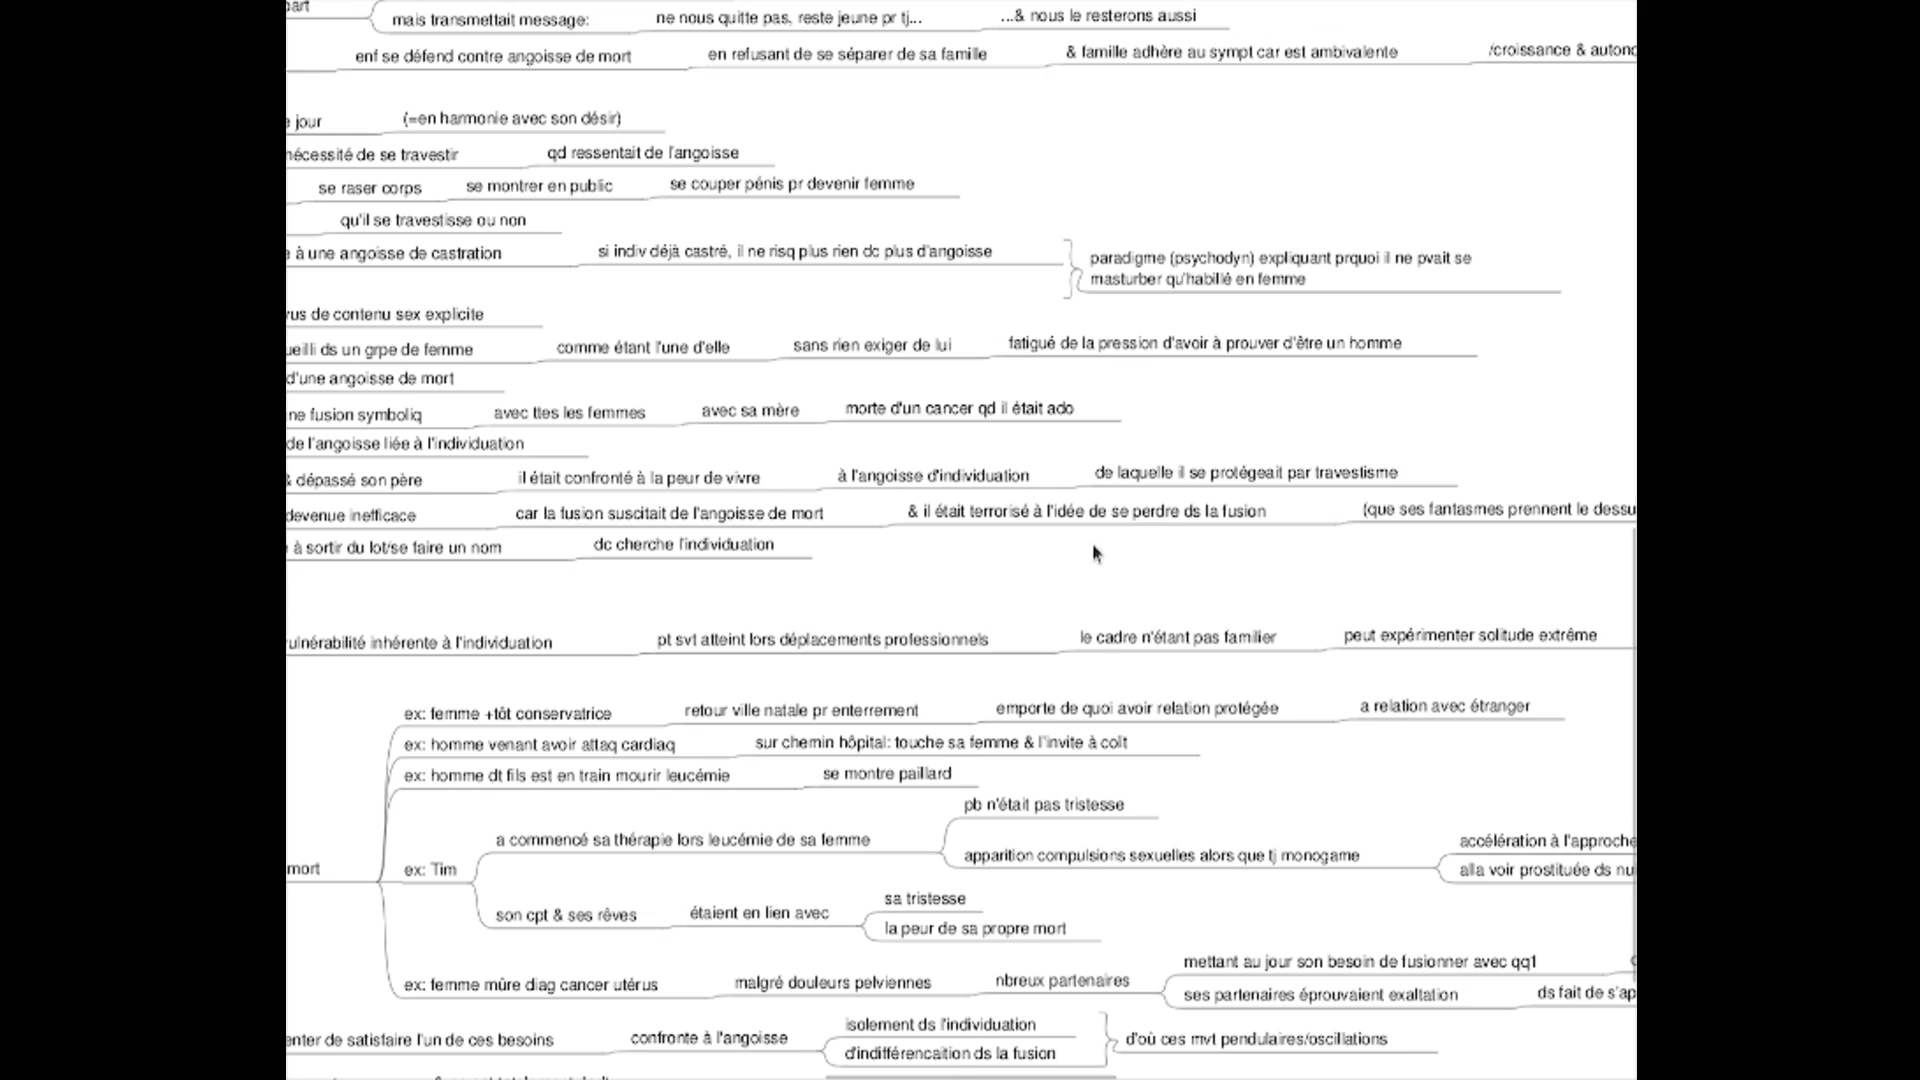 part
mais transmettait message: ne nous quitte pas, reste jeune pr tj... ...& nous le resterons aussi
enf se défend contre angoisse de mort en refusant de se séparer de sa famille & famille adhère au sympt car est ambivalente /croissance & autono
e jour (=en harmonie avec son désir)
nécessité de se travestir qd ressentait de l'angoisse
se raser corps se montrer en public se couper pénis pr devenir femme
qu'il se travestisse ou non
e à une angoisse de castration si indiv déjà castré, il ne risq plus rien dc plus d'angoisse
paradigme (psychodyn) expliquant prquoi il ne pvait se
masturber qu'habillé en femme
vus de contenu sex explicite
ueilli ds un grpe de femme comme étant l'une d'elle sans rien exiger de lui fatigué de la pression d'avoir à prouver d'être un homme
d'une angoisse de mort
ne fusion symboliq avec ttes les femmes avec sa mère morte d'un cancer qd il était ado
de l'angoisse liée à l'individuation
& dépassé son père il était confronté à la peur de vivre à l'angoisse d'individuation de laquelle il se protégeait par travestisme
devenue inefficace car la fusion suscitait de l'angoisse de mort & il était terrorisé à l'idée de se perdre ds la fusion (que ses fantasmes prennent le dessu
à sortir du lot/se faire un nom dc cherche l'individuation
ulnérabilité inhérente à l'individuation pt svt atteint lors déplacements professionnels le cadre n'étant pas familier peut expérimenter solitude extrême
ex: femme +tôt conservatrice retour ville natale pr enterrement emporte de quoi avoir relation protégée a relation avec étranger
ex: homme venant avoir attaq cardiaq sur chemin hôpital: touche sa femme & l'invite à coït
ex: homme dt fils est en train mourir leucémie se montre paillard
pb n'était pas tristesse
a commencé sa thérapie lors leucémie de sa femme
apparition compulsions sexuelles alors que tj monogame
accélération à l'approche
alla voir prostituée ds nu
mort
ex: Tim
son cpt & ses rêves étaient en lien avec
sa tristesse
la peur de sa propre mort
ex: femme mûre diag cancer utérus malgré douleurs pelviennes nbreux partenaires
mettant au jour son besoin de fusionner avec qq1
ses partenaires éprouvaient exaltation ds fait de s'ap
enter de satisfaire l'un de ces besoins confronte à l'angoisse
isolement ds l'individuation
d'indifférencaition ds la fusion
d'où ces mvt pendulaires/oscillations